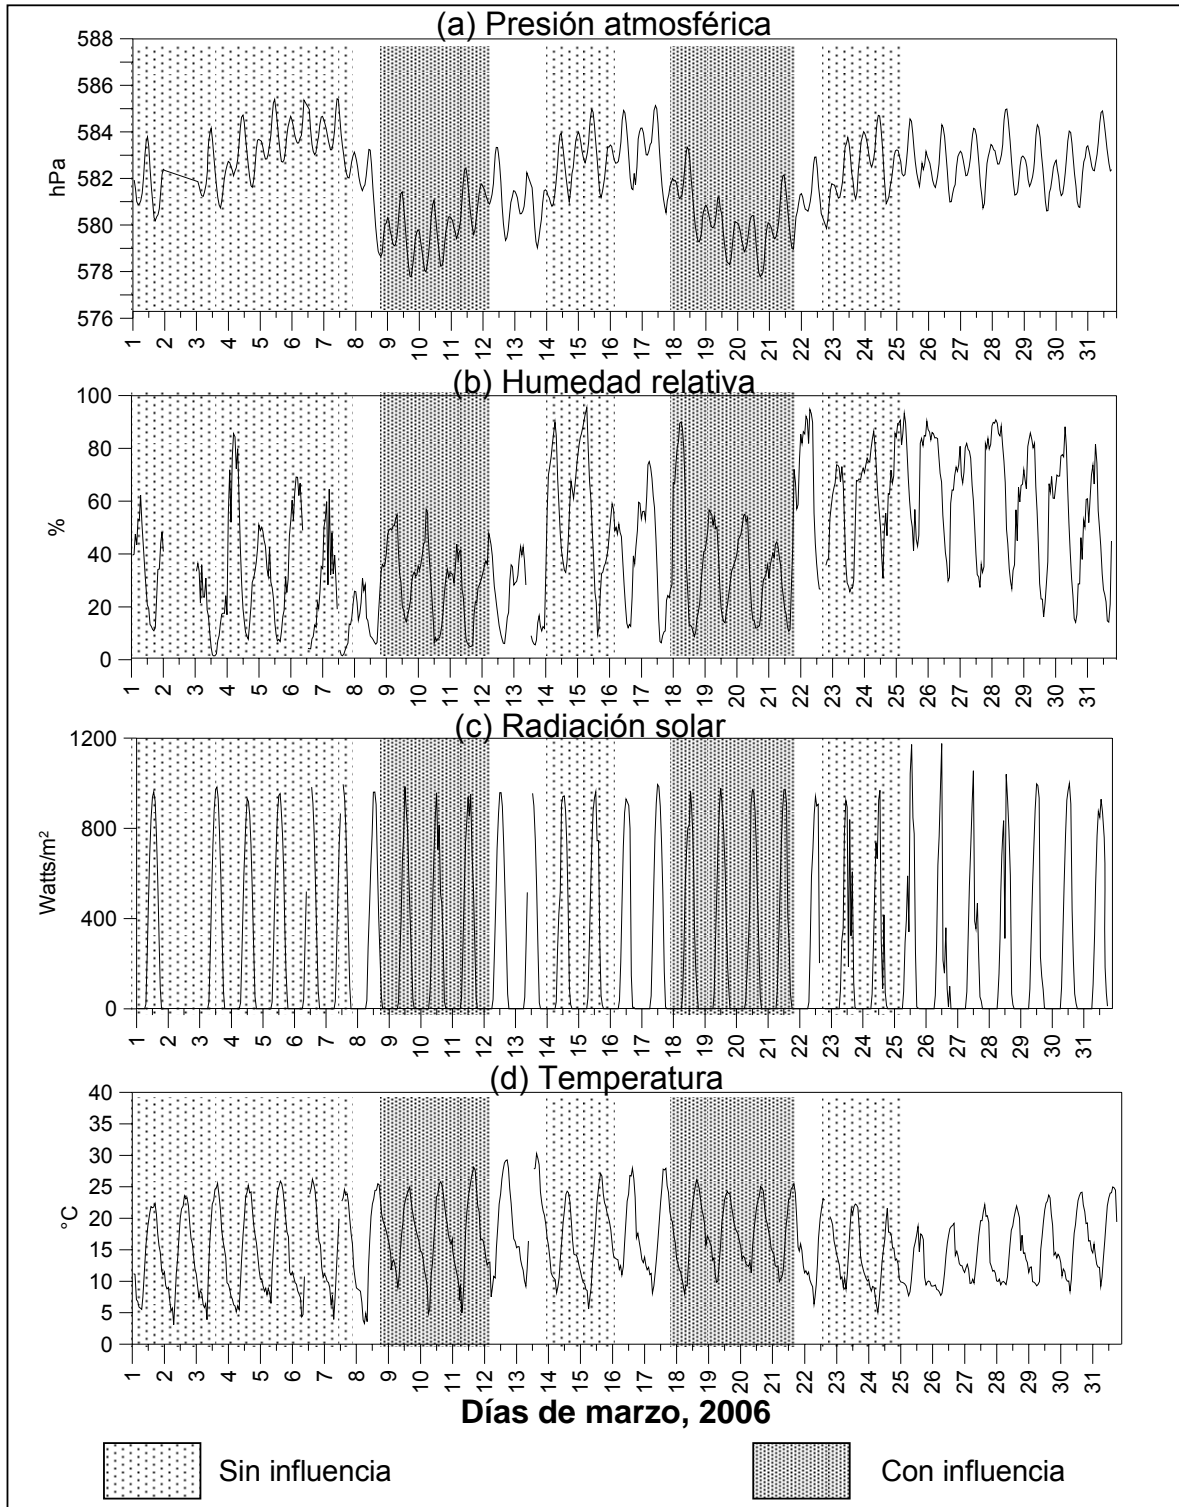 (a) Presión atmosférica
588
586
584
582
580
578
576
hPa
1 2 3 4 5 6 7 8 9 10 11 12 13 14 15 16 17 18 19 20 21 22 23 24 25 26 27 28 29 30 31
(b) Humedad relativa
100
80
60
40
20
0
%
1 2 3 4 5 6 7 8 9 10 11 12 13 14 15 16 17 18 19 20 21 22 23 24 25 26 27 28 29 30 31
(c) Radiación solar
1200
800
400
0
Watts/m²
1 2 3 4 5 6 7 8 9 10 11 12 13 14 15 16 17 18 19 20 21 22 23 24 25 26 27 28 29 30 31
(d) Temperatura
40
35
30
25
20
15
10
5
0
°C
1 2 3 4 5 6 7 8 9 10 11 12 13 14 15 16 17 18 19 20 21 22 23 24 25 26 27 28 29 30 31
Días de marzo, 2006
Sin influencia
Con influencia